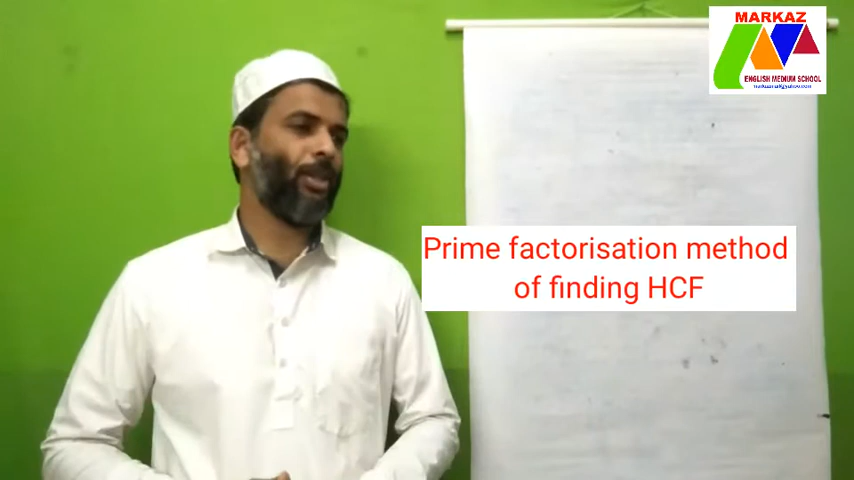 MARKAZ
ENGLISH MEDIUM SCHOOL
Prime factorisation method
of finding HCF